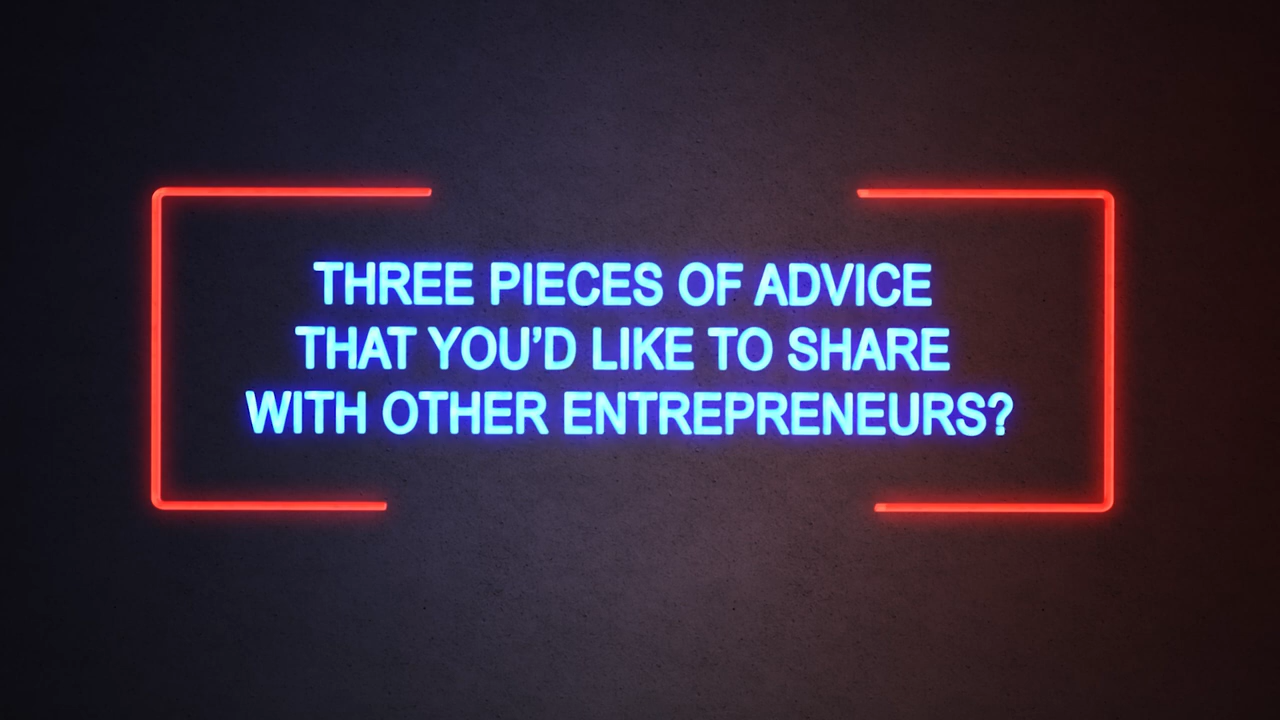 THREE PIECES OF ADVICE
THAT YOU’D LIKE TO SHARE
WITH OTHER ENTREPRENEURS?